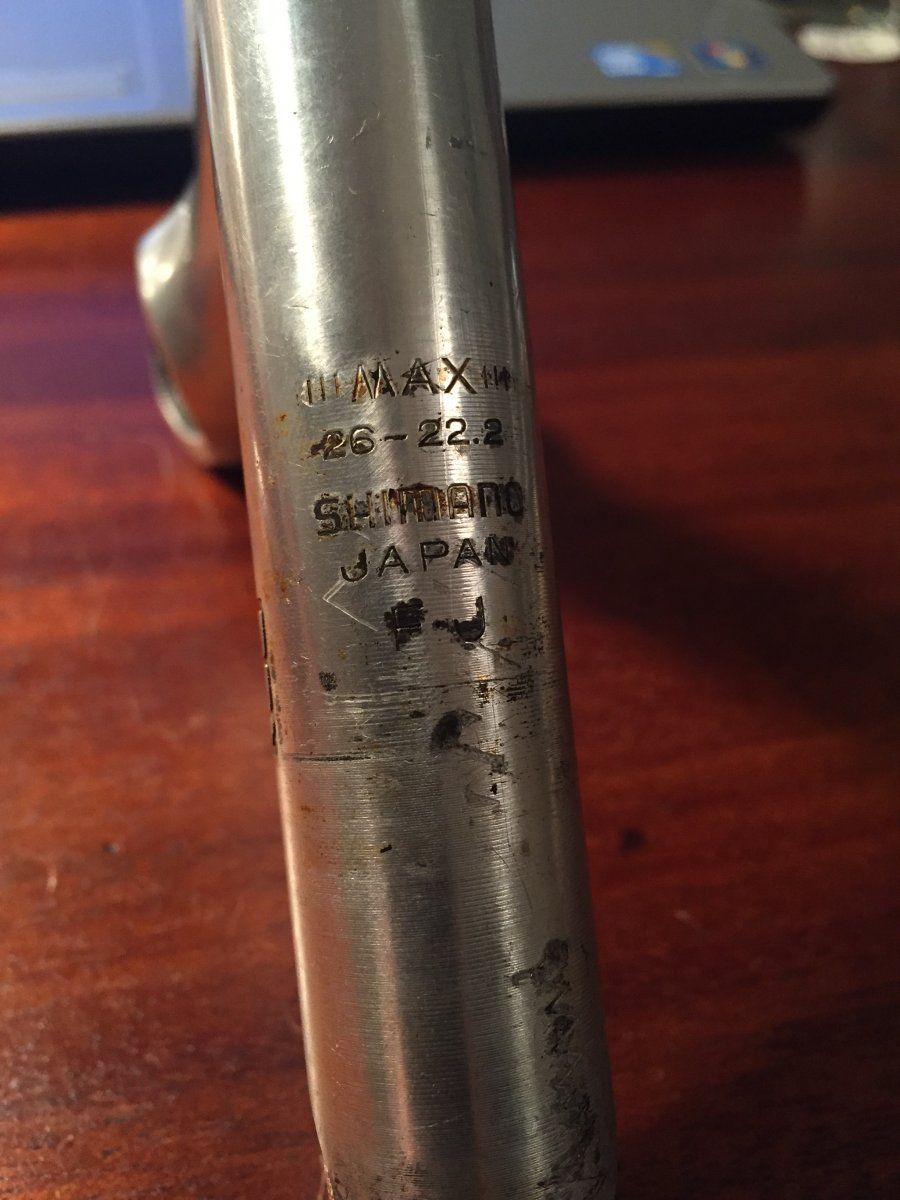 MAX
26-22.2
SHIMANO
JAPAN
F-J